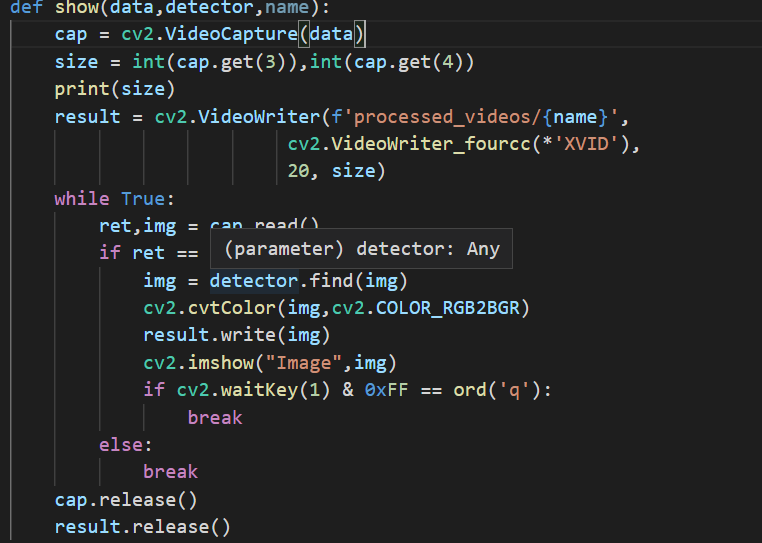 def show(data,detector,name):
cap = cv2.VideoCapture(data)
size = int(cap.get(3)),int(cap.get(4))
print(size)
result = cv2.VideoWriter(f'processed_videos/{name}',
cv2.VideoWriter_fourcc(*'XVID'),
20, size)
while True:
ret,img = cap.read()
if ret ==
(parameter) detector: Any
img = detector.find(img)
cv2.cvtColor(img,cv2.COLOR_RGB2BGR)
result.write(img)
cv2.imshow("Image",img)
if cv2.waitKey(1) & 0xFF == ord('q'):
break
else:
break
cap.release()
result.release()